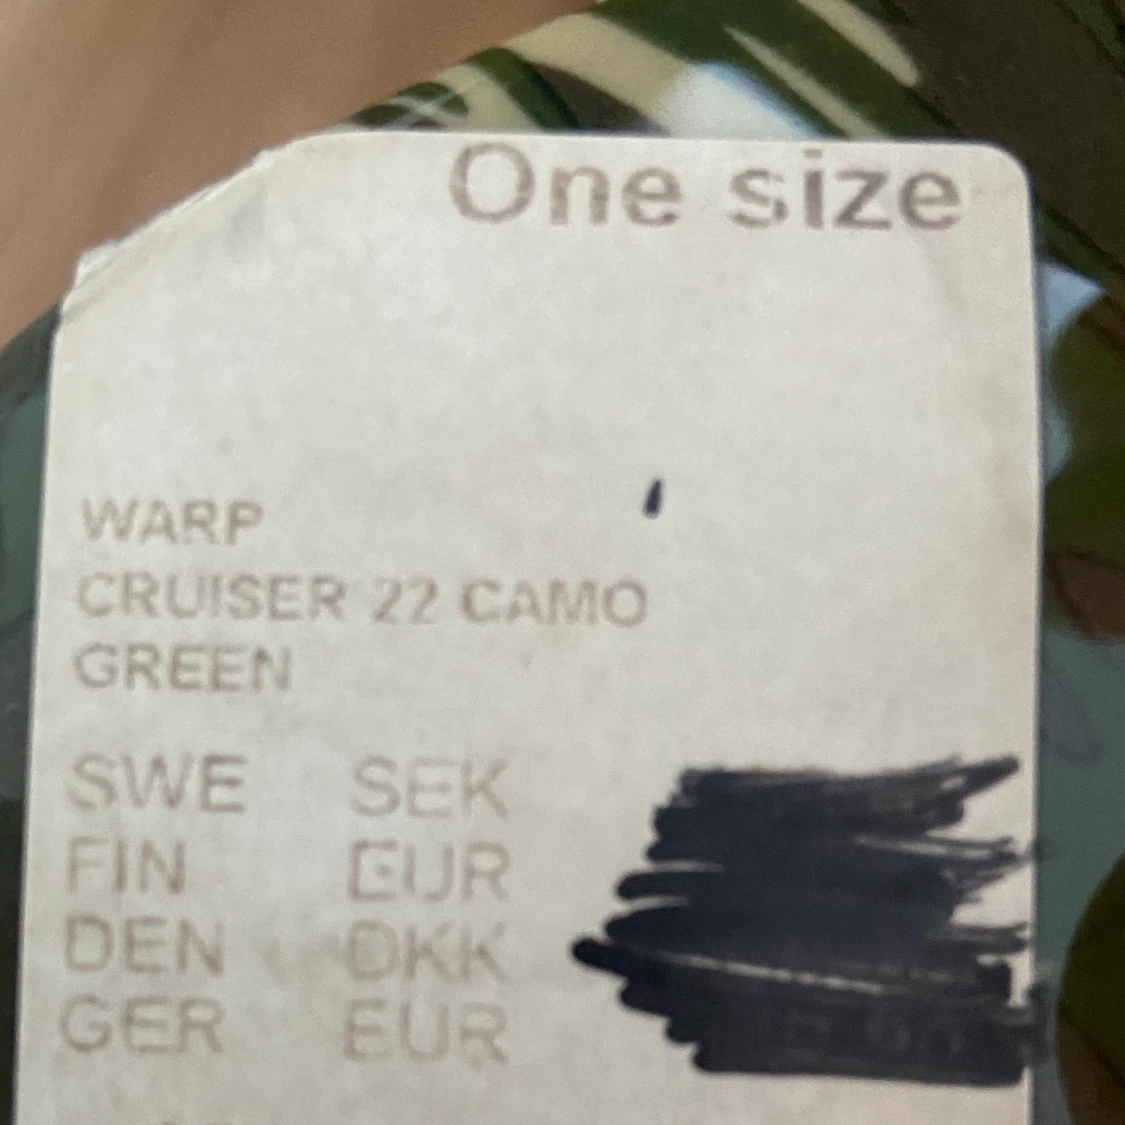 One size
WARP
CRUISER 22 CAMO
GREEN
SWE SEK
FIN EUR
DEN DKK
GER EUR